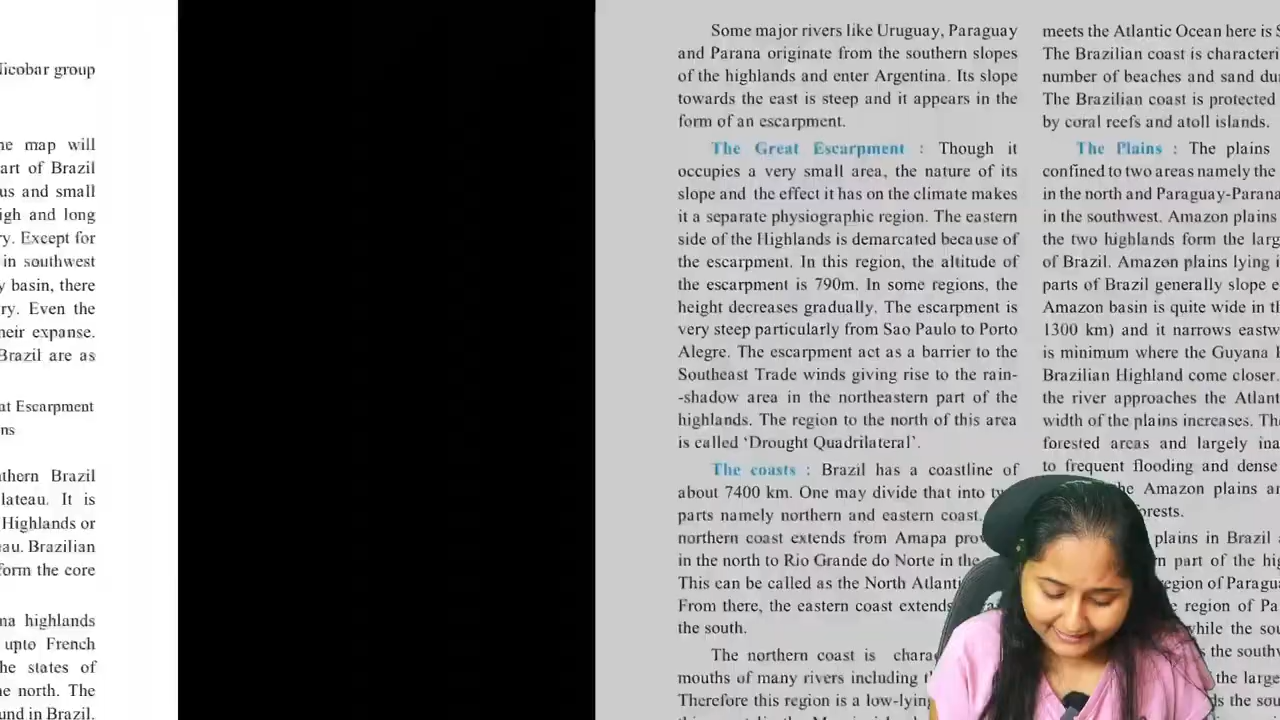 Nicobar group
map will
art of Brazil
us and small
igh and long
ry. Except for
in southwest
y basin, there
ry. Even the
heir expanse.
Brazil are as
at Escarpment
ns
thern Brazil
lateau. It is
Highlands or
au. Brazilian
form the core
na highlands
upto French
he states of
e north. The
und in Brazil.
Some major rivers like Uruguay, Paraguay
and Parana originate from the southern slopes
of the highlands and enter Argentina. Its slope
towards the east is steep and it appears in the
form of an escarpment.
The Great Escarpment : Though it
occupies a very small area, the nature of its
slope and the effect it has on the climate makes
it a separate physiographic region. The eastern
side of the Highlands is demarcated because of
the escarpment. In this region, the altitude of
the escarpment is 790m. In some regions, the
height decreases gradually. The escarpment is
very steep particularly from Sao Paulo to Porto
Alegre. The escarpment act as a barrier to the
Southeast Trade winds giving rise to the rain-
-shadow area in the northeastern part of the
highlands. The region to the north of this area
is called ‘Drought Quadrilateral’.
The coasts : Brazil has a coastline of
about 7400 km. One may divide that into
parts namely northern and eastern coast.
northern coast extends from Amapa
in the north to Rio Grande do Norte in the
This can be called as the North
From there, the eastern coast extends
the south.
The northern coast is
mouths of many rivers including
Therefore this region is a low-lying
meets the Atlantic Ocean here is
The Brazilian coast is
number of beaches and sand
The Brazilian coast is protected
by coral reefs and atoll islands.
The Plains : The plains
confined to two areas namely the
in the north and Paraguay-Parana
in the southwest. Amazon plains
the two highlands form the
of Brazil. Amazon plains lying
parts of Brazil generally slope
Amazon basin is quite wide in
1300 km) and it narrows
is minimum where the Guyana
Brazilian Highland come closer.
the river approaches the
width of the plains increases.
forested areas and largely
to frequent flooding and dense
he Amazon plains
orests.
plains in Brazil
part of the
region of
region of
while the
the
the
the